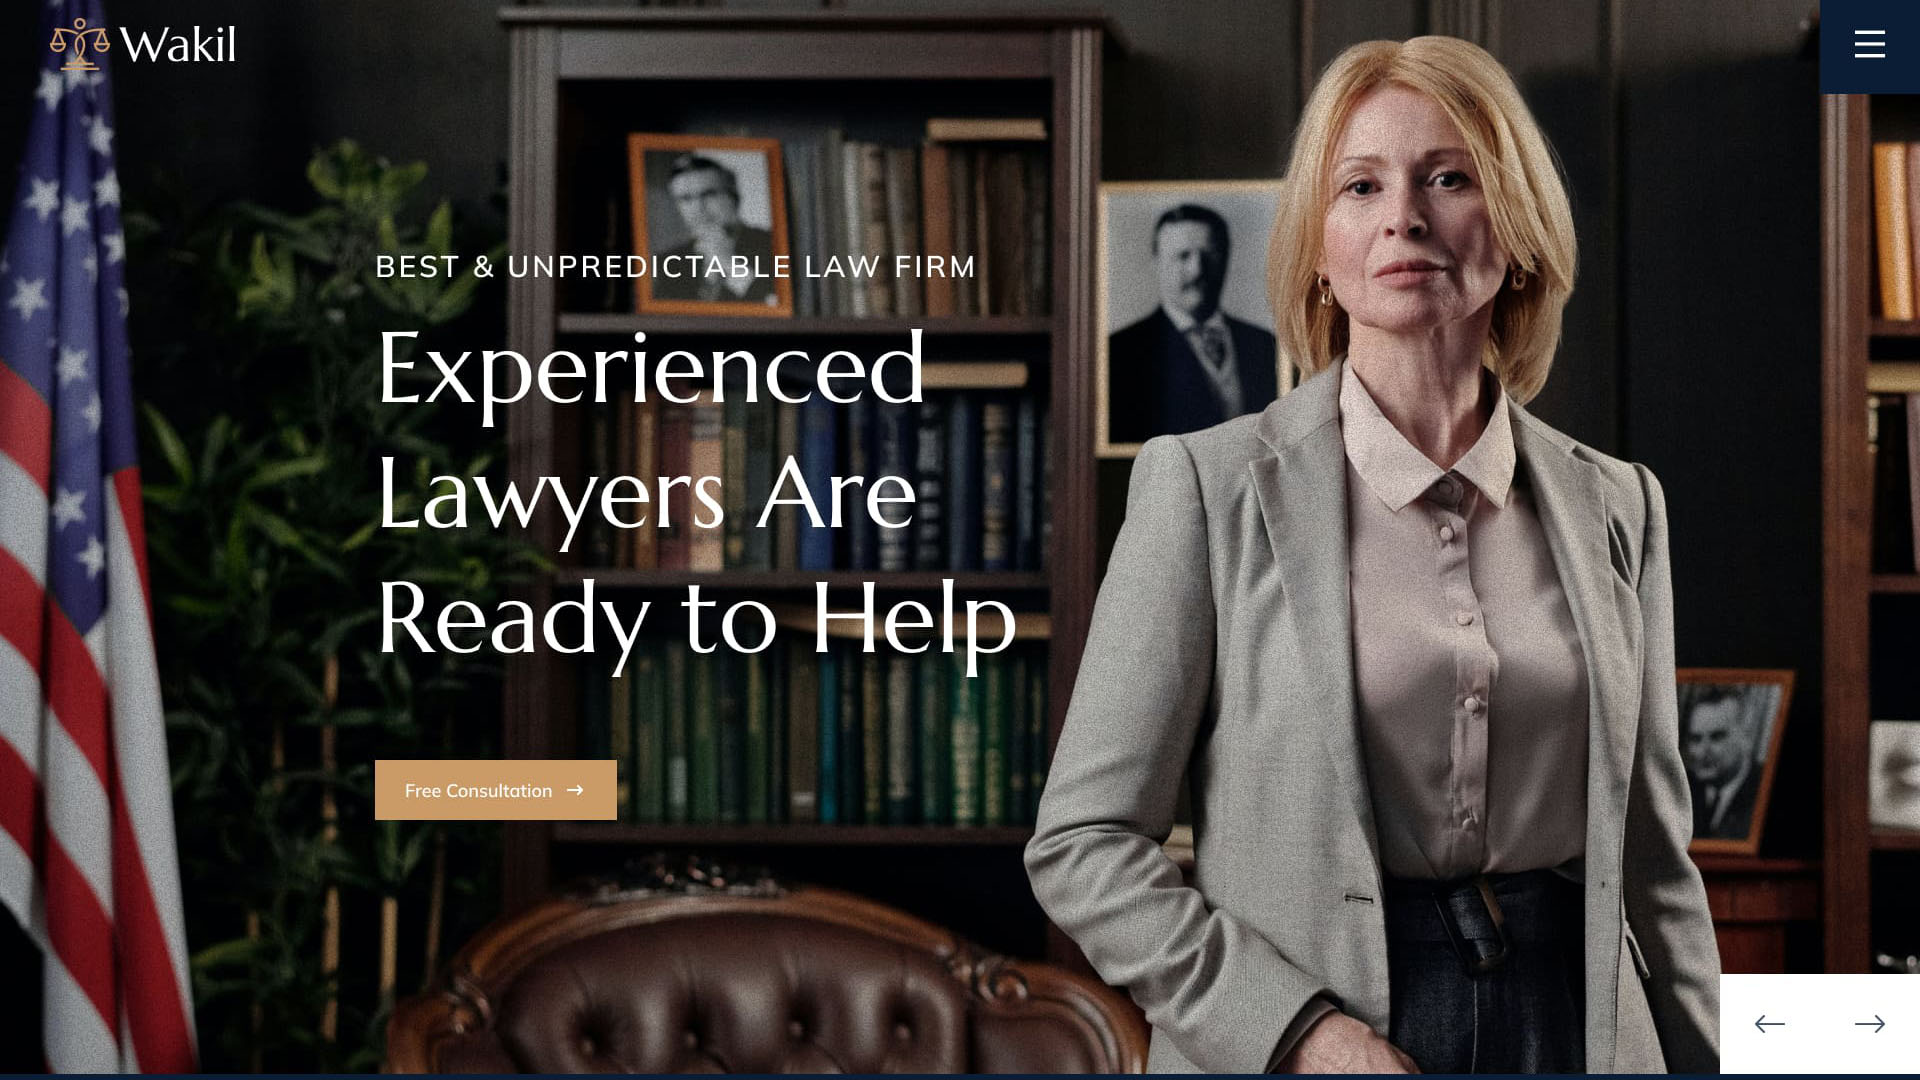 Wakil
BEST & UNPREDICTABLE LAW FIRM
Experienced
Lawyers Are
Ready to Help
Free Consultation